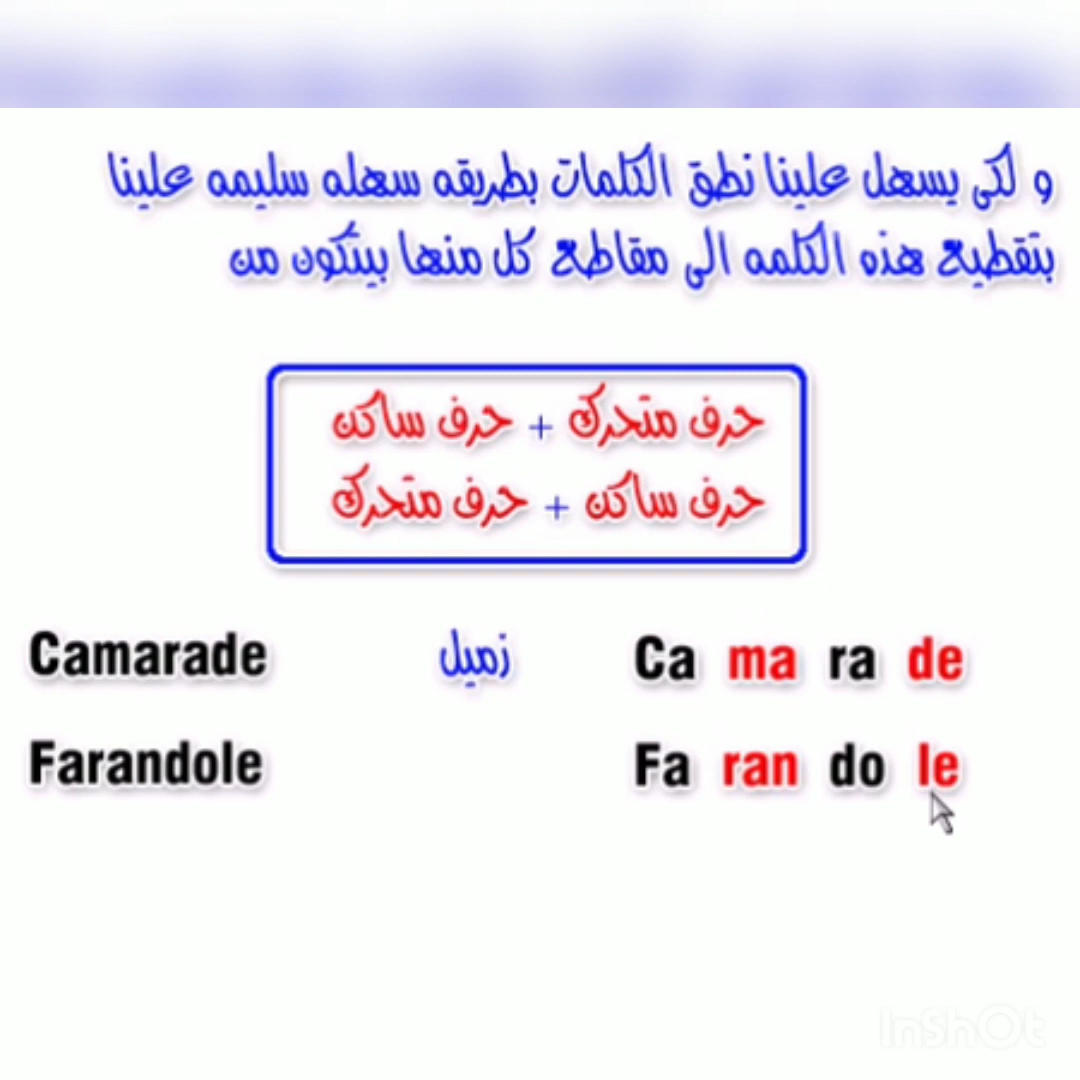 و لكى يسهل علينا نطق الكلمات بطريقه سهله سليمه علينا
بتقطيع هذه الكلمه الى مقاطع كل منها بيتكون من
حرف متحرك + حرف ساكن
حرف ساكن + حرف متحرك
Camarade زميل Ca ma ra de
Farandole Fa ran do le
InShOt